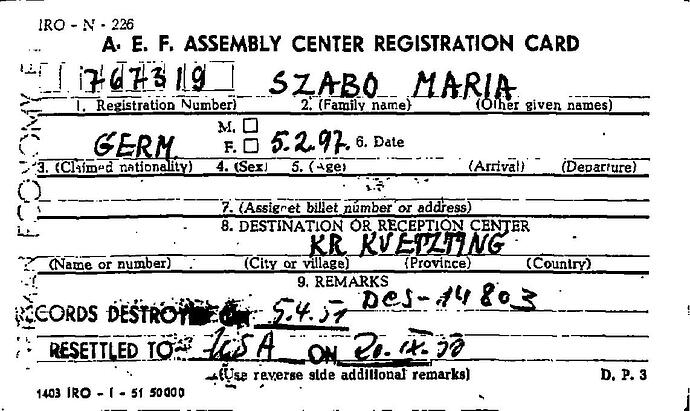 IRO - N - 226
A. E. F. ASSEMBLY CENTER REGISTRATION CARD
767319 SZABO MARIA
1. Registration Number) 2. (Family name) (Other given names)
GERM M. ☐ F. ☐ 5.2.97. 6. Date
3. (Claimed nationality) 4. (Sex) 5. (Age) (Arrival) (Departure)
7. (Assignet billet number or address)
8. DESTINATION OR RECEPTION CENTER
KR KVETZTING
(Name or number) (City or village) (Province) (Country)
9. REMARKS
DCS-14803
RECORDS DESTROYED ON 5.4.51
RESETTLED TO USA ON 20.IX.50
(Use reverse side additional remarks) D. P. 3
1403 IRO - I - 51 50000